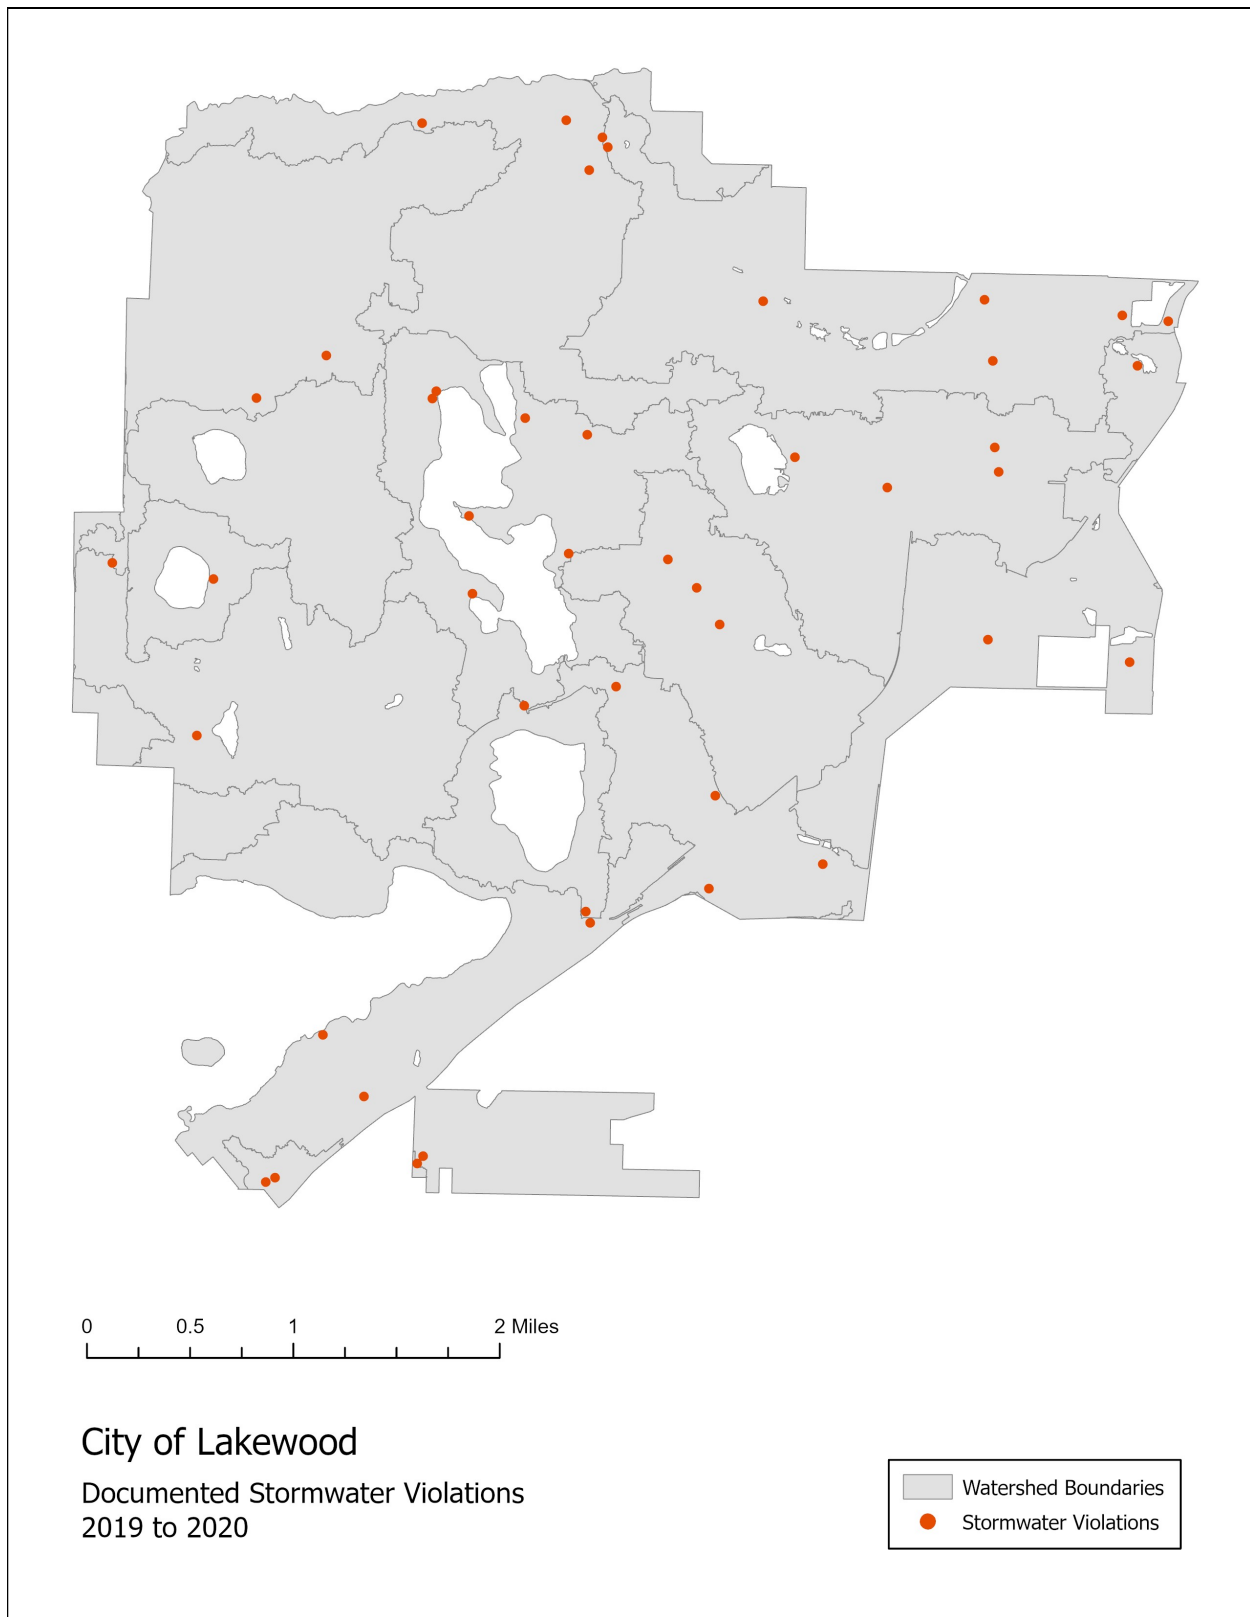 0 0.5 1 2 Miles
City of Lakewood
Documented Stormwater Violations
2019 to 2020
Watershed Boundaries
Stormwater Violations